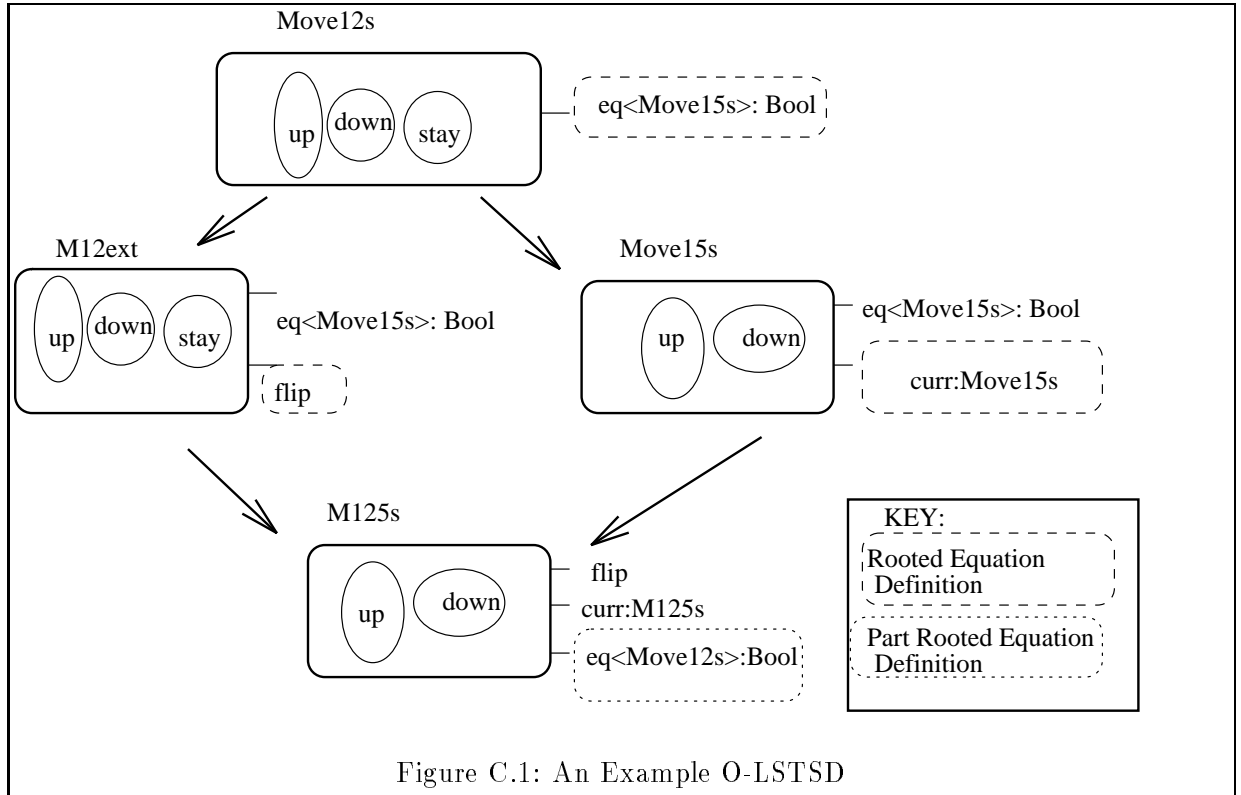 Move12s
up
down
stay
eq<Move15s>: Bool
M12ext
up
down
stay
eq<Move15s>: Bool
flip
Move15s
up
down
eq<Move15s>: Bool
curr:Move15s
M125s
up
down
flip
curr:M125s
eq<Move12s>:Bool
KEY:
Rooted Equation
Definition
Part Rooted Equation
Definition
Figure C.1: An Example O-LSTSD